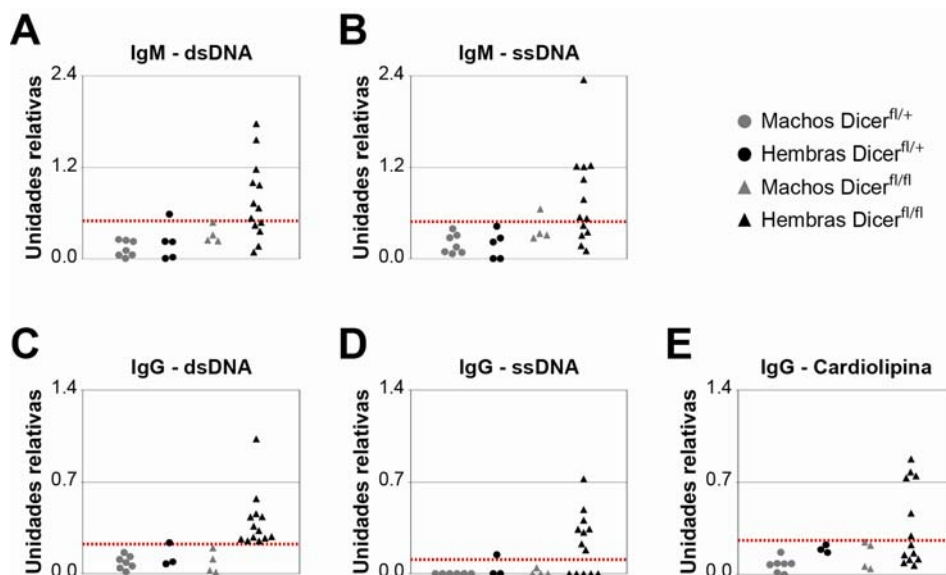 A
IgM - dsDNA
Unidades relativas
2.4
1.2
0.0
B
IgM - ssDNA
Unidades relativas
2.4
1.2
0.0
Machos Dicerfl/+
Hembras Dicerfl/+
Machos Dicerfl/fl
Hembras Dicerfl/fl
C
IgG - dsDNA
Unidades relativas
1.4
0.7
0.0
D
IgG - ssDNA
Unidades relativas
1.4
0.7
0.0
E
IgG - Cardiolipina
Unidades relativas
1.4
0.7
0.0